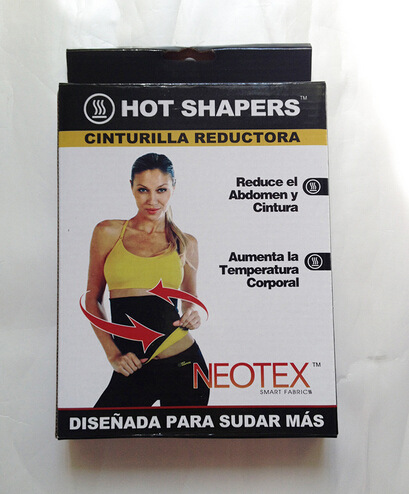 HOT SHAPERS™
CINTURILLA REDUCTORA
Reduce el
Abdomen y
Cintura
Aumenta la
Temperatura
Corporal
NEOTEX™
SMART FABRICS
DISEÑADA PARA SUDAR MÁS